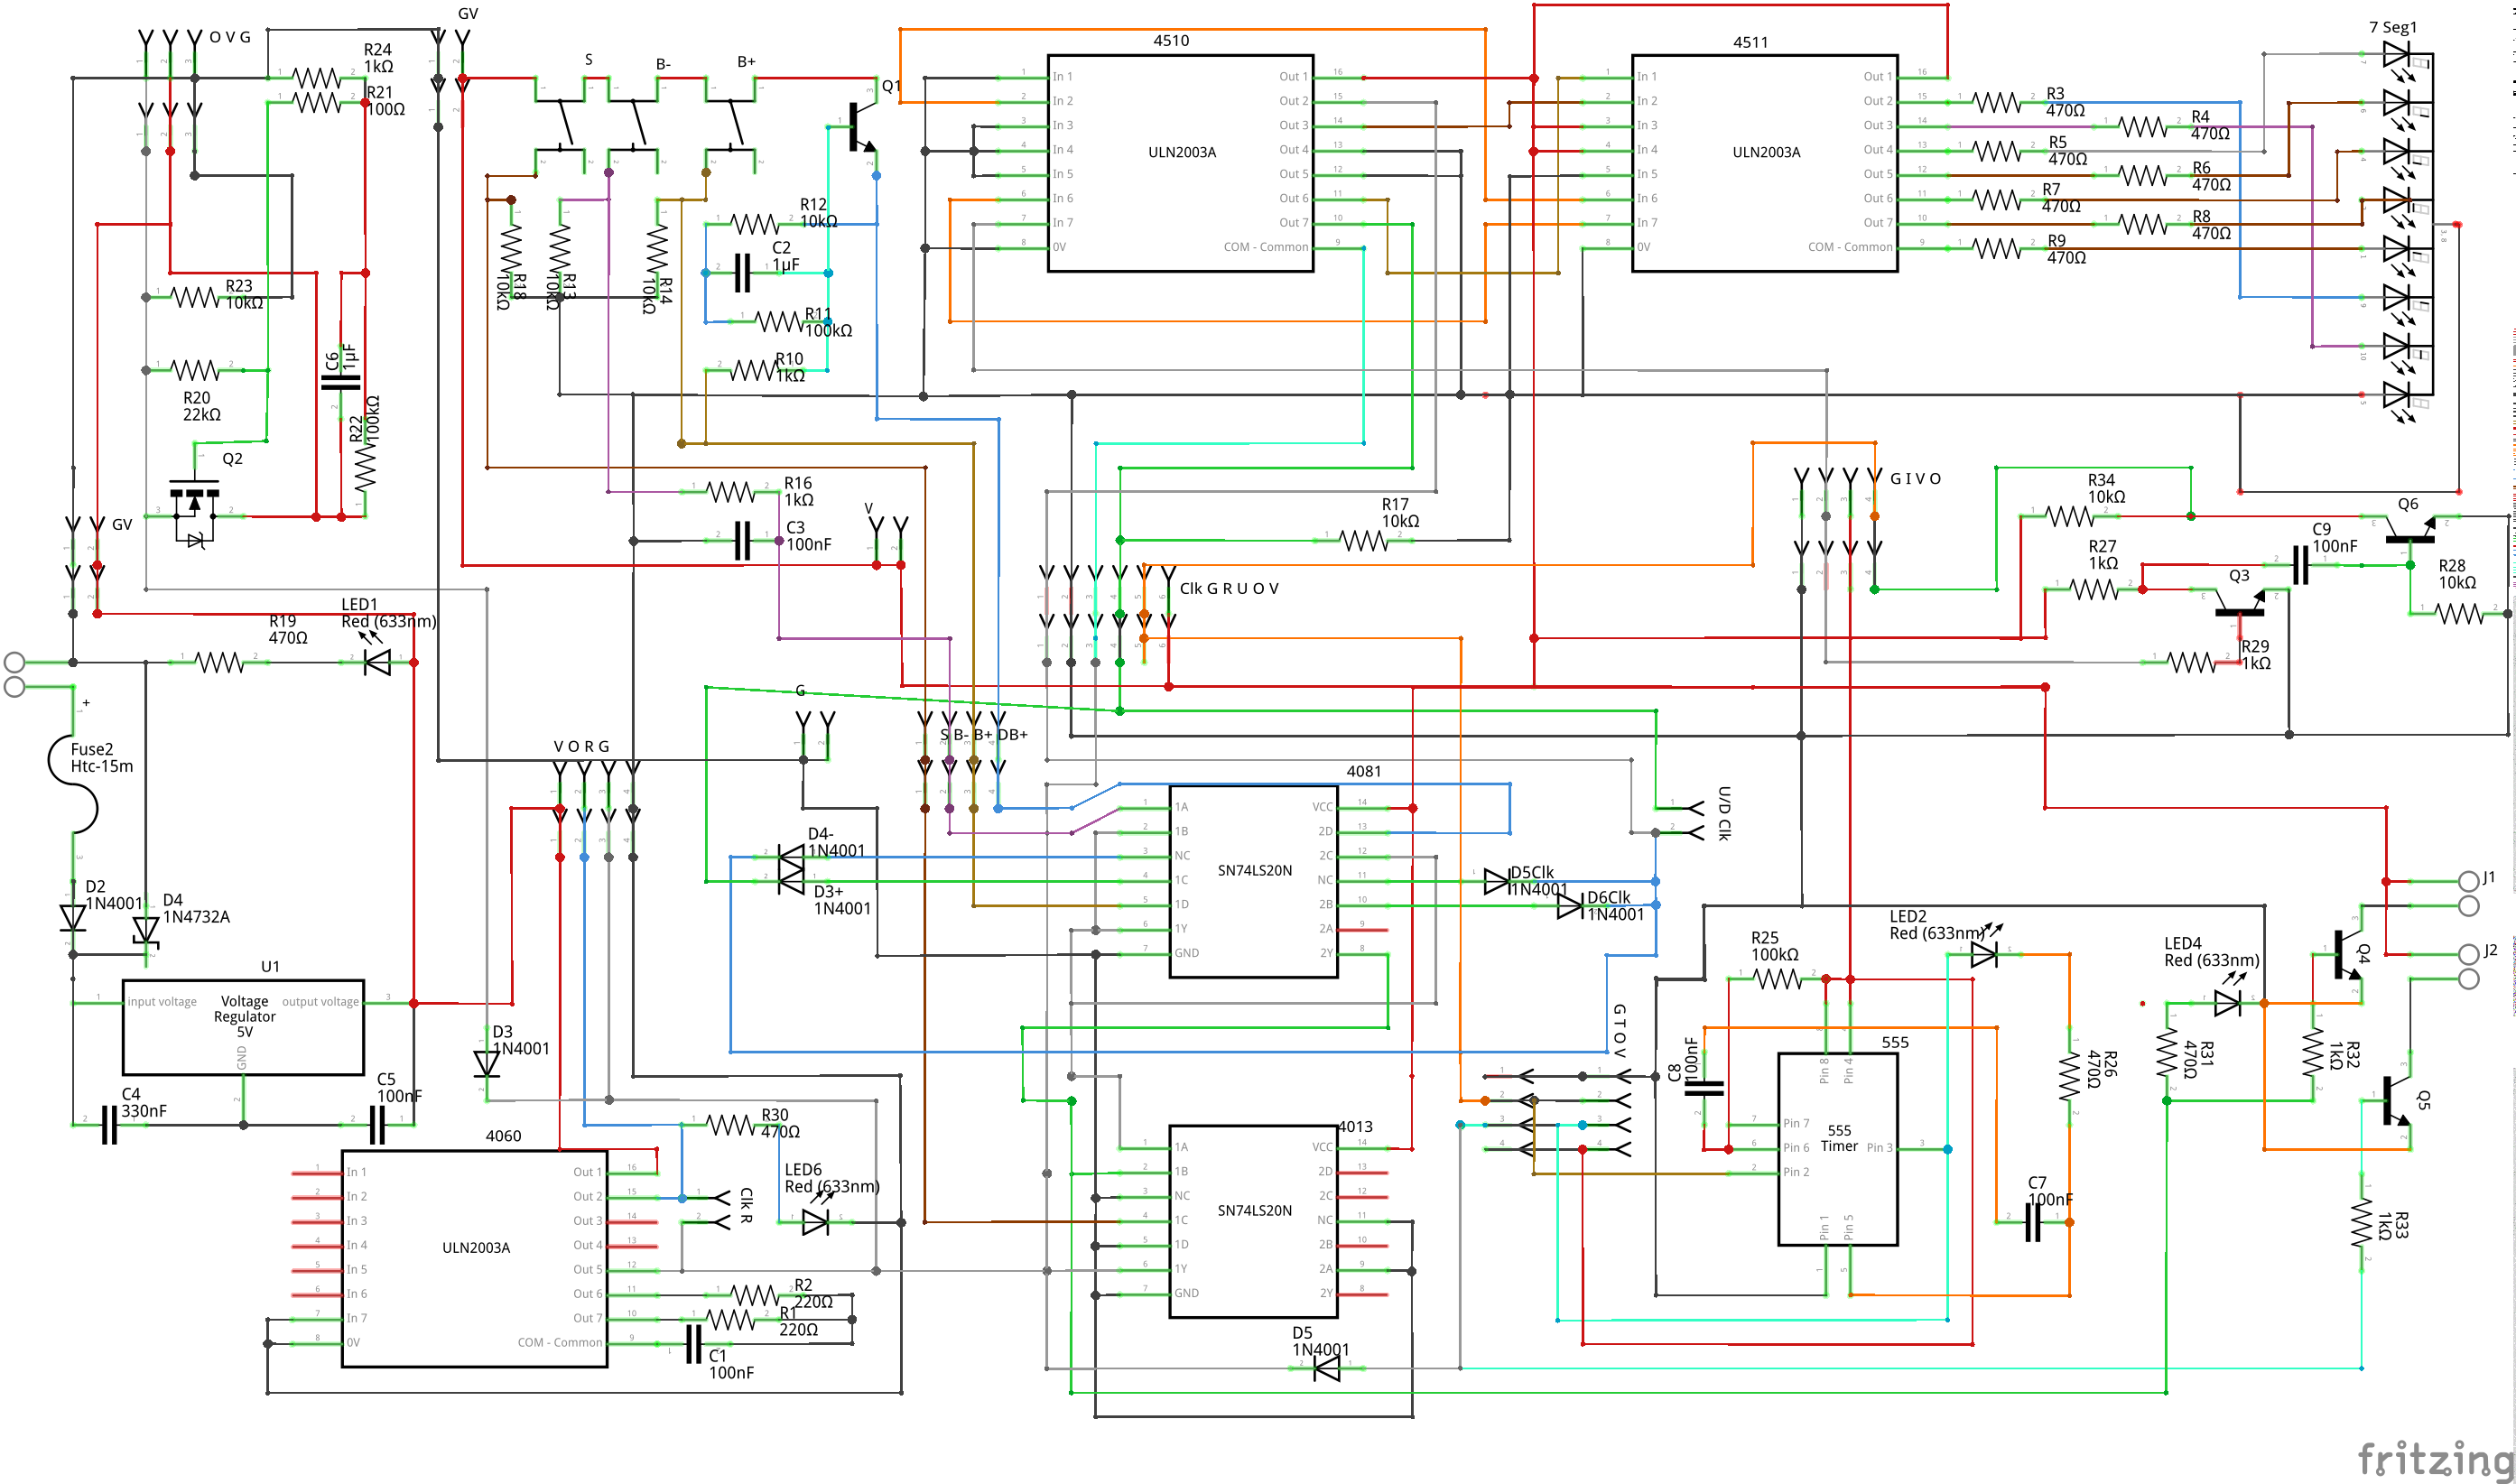 GV
7 Seg1
O V G
R24
1kΩ
R21
100Ω
S
B-
B+
Q1
4510
4511
In 1
In 2
In 3
In 4
In 5
In 6
In 7
0V
ULN2003A
Out 1
Out 2
Out 3
Out 4
Out 5
Out 6
Out 7
COM - Common
In 1
In 2
In 3
In 4
In 5
In 6
In 7
0V
ULN2003A
Out 1
Out 2
Out 3
Out 4
Out 5
Out 6
Out 7
COM - Common
R3
470Ω
R4
470Ω
R5
470Ω
R6
470Ω
R7
470Ω
R8
470Ω
R9
470Ω
R12
10kΩ
C2
1µF
R11
100kΩ
R10
1kΩ
R18
10kΩ
R13
10kΩ
R14
10kΩ
R23
10kΩ
R20
22kΩ
C6
1µF
R22
100kΩ
Q2
GV
R16
1kΩ
C3
100nF
V
R17
10kΩ
Clk G R U O V
G I V O
R34
10kΩ
Q6
R27
1kΩ
C9
100nF
Q3
R28
10kΩ
R29
1kΩ
R19
470Ω
LED1
Red (633nm)
+
Fuse2
Htc-15m
V O R G
G
S B- B+ DB+
4081
1A
1B
NC
1C
1D
1Y
GND
SN74LS20N
VCC
2D
2C
NC
2B
2A
2Y
U/D Clk
D4-
1N4001
D3+
1N4001
D5Clk
1N4001
D6Clk
1N4001
D2
1N4001
D4
1N4732A
U1
input voltage
Voltage
Regulator
5V
output voltage
GND
C4
330nF
C5
100nF
D3
1N4001
R30
470Ω
LED6
Red (633nm)
Clk R
4060
In 1
In 2
In 3
In 4
In 5
In 6
In 7
0V
ULN2003A
Out 1
Out 2
Out 3
Out 4
Out 5
Out 6
Out 7
COM - Common
R2
220Ω
R1
220Ω
C1
100nF
4013
1A
1B
NC
1C
1D
1Y
GND
SN74LS20N
VCC
2D
2C
NC
2B
2A
2Y
D5
1N4001
G T O V
R25
100kΩ
LED2
Red (633nm)
C8
100nF
555
Pin 8
Pin 4
Pin 7
Pin 6
Pin 2
555
Timer
Pin 3
Pin 1
Pin 5
R26
470Ω
C7
100nF
LED4
Red (633nm)
R31
470Ω
R32
1kΩ
Q4
Q5
R33
1kΩ
J1
J2
fritzing